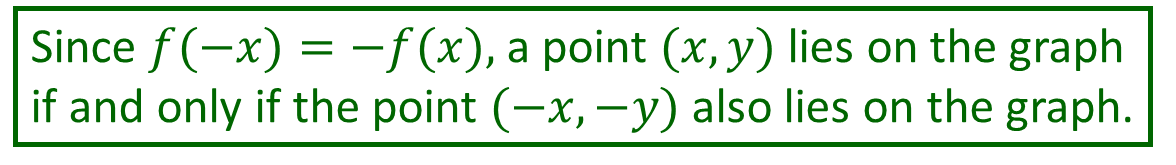 Since f(−x) = −f(x), a point (x, y) lies on the graph
if and only if the point (−x, −y) also lies on the graph.